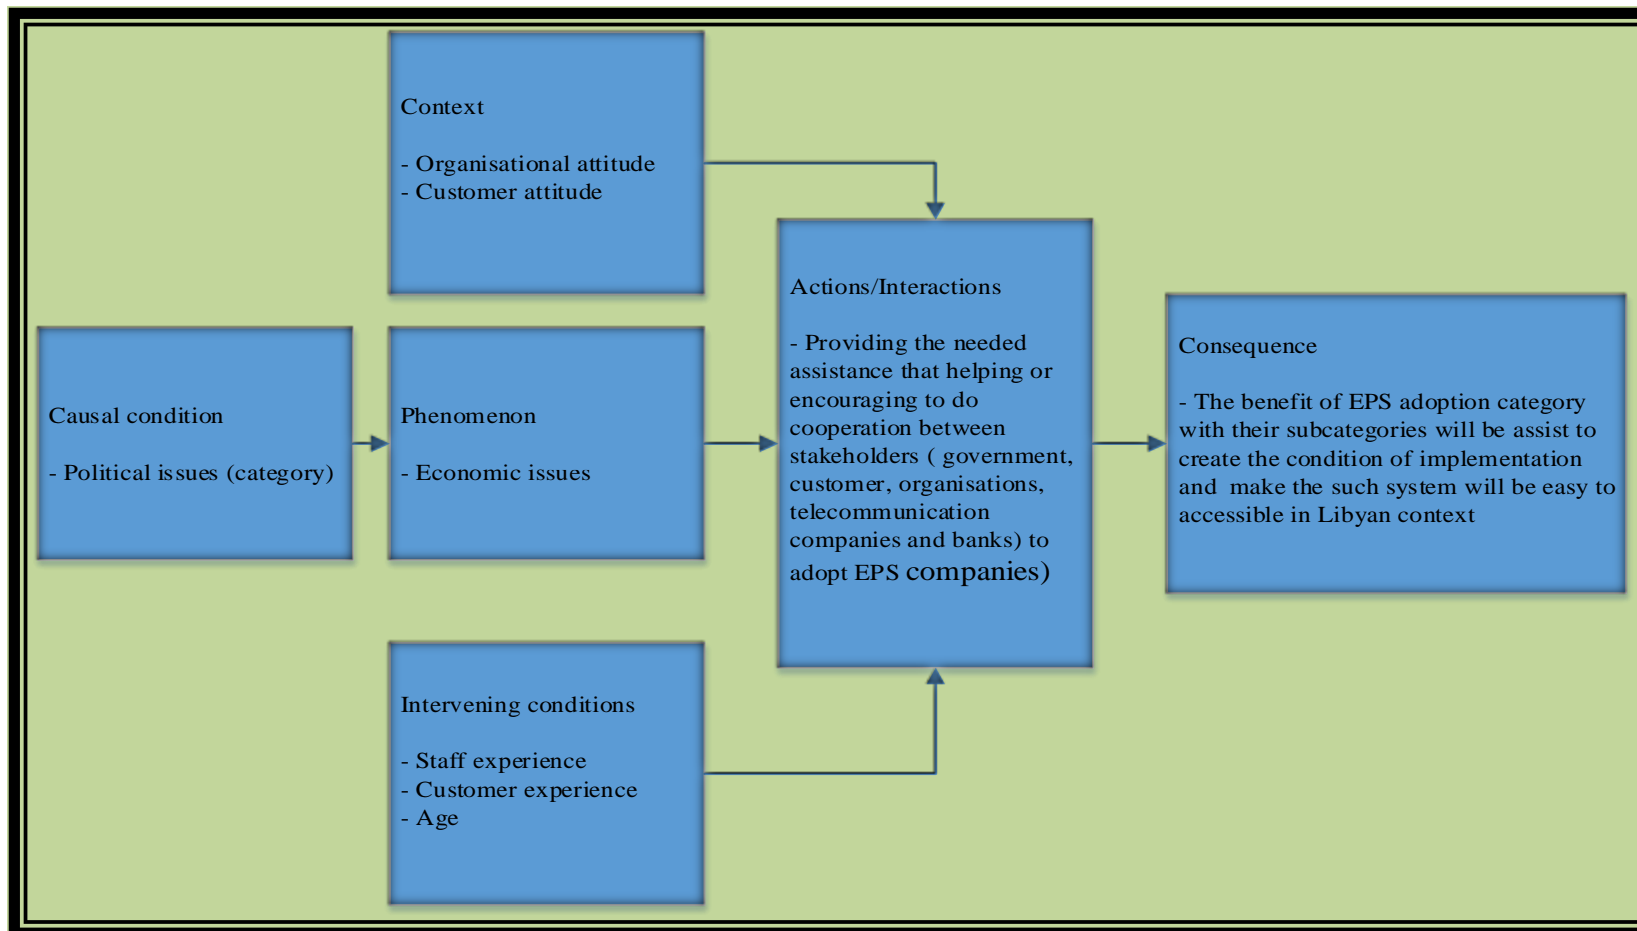 Context
- Organisational attitude
- Customer attitude
Causal condition
- Political issues (category)
Phenomenon
- Economic issues
Intervening conditions
- Staff experience
- Customer experience
- Age
Actions/Interactions
- Providing the needed
assistance that helping or
encouraging to do
cooperation between
stakeholders ( government,
customer, organisations,
telecommunication
companies and banks) to
adopt EPS companies)
Consequence
- The benefit of EPS adoption category
with their subcategories will be assist to
create the condition of implementation
and  make the such system will be easy to
accessible in Libyan context